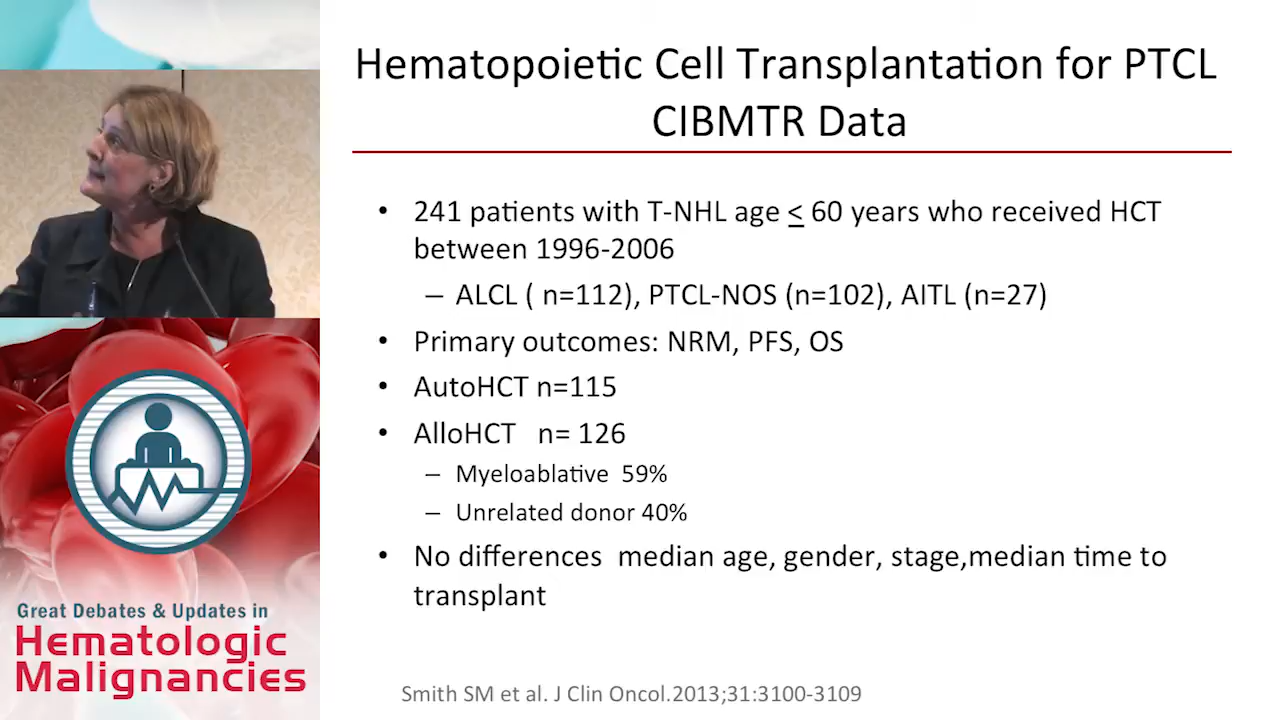 Hematopoietic Cell Transplantation for PTCL
CIBMTR Data
• 241 patients with T-NHL age < 60 years who received HCT
between 1996-2006
– ALCL ( n=112), PTCL-NOS (n=102), AITL (n=27)
• Primary outcomes: NRM, PFS, OS
• AutoHCT n=115
• AlloHCT n= 126
– Myeloablative 59%
– Unrelated donor 40%
• No differences median age, gender, stage,median time to
transplant
Smith SM et al. J Clin Oncol.2013;31:3100-3109
Great Debates & Updates in
Hematologic
Malignancies